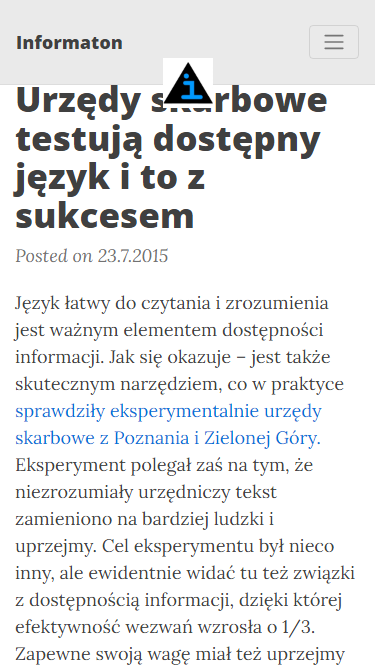 Informaton
Urzędy skarbowe
testują dostępny
język i to z
sukcesem
Posted on 23.7.2015
Język łatwy do czytania i zrozumienia
jest ważnym elementem dostępności
informacji. Jak się okazuje – jest także
skutecznym narzędziem, co w praktyce
sprawdziły eksperymentalnie urzędy
skarbowe z Poznania i Zielonej Góry.
Eksperyment polegał zaś na tym, że
niezrozumiały urzędniczy tekst
zamieniono na bardziej ludzki i
uprzejmy. Cel eksperymentu był nieco
inny, ale ewidentnie widać tu też związki
z dostępnością informacji, dzięki której
efektywność wezwań wzrosła o 1/3.
Zapewne swoją wagę miał też uprzejmy